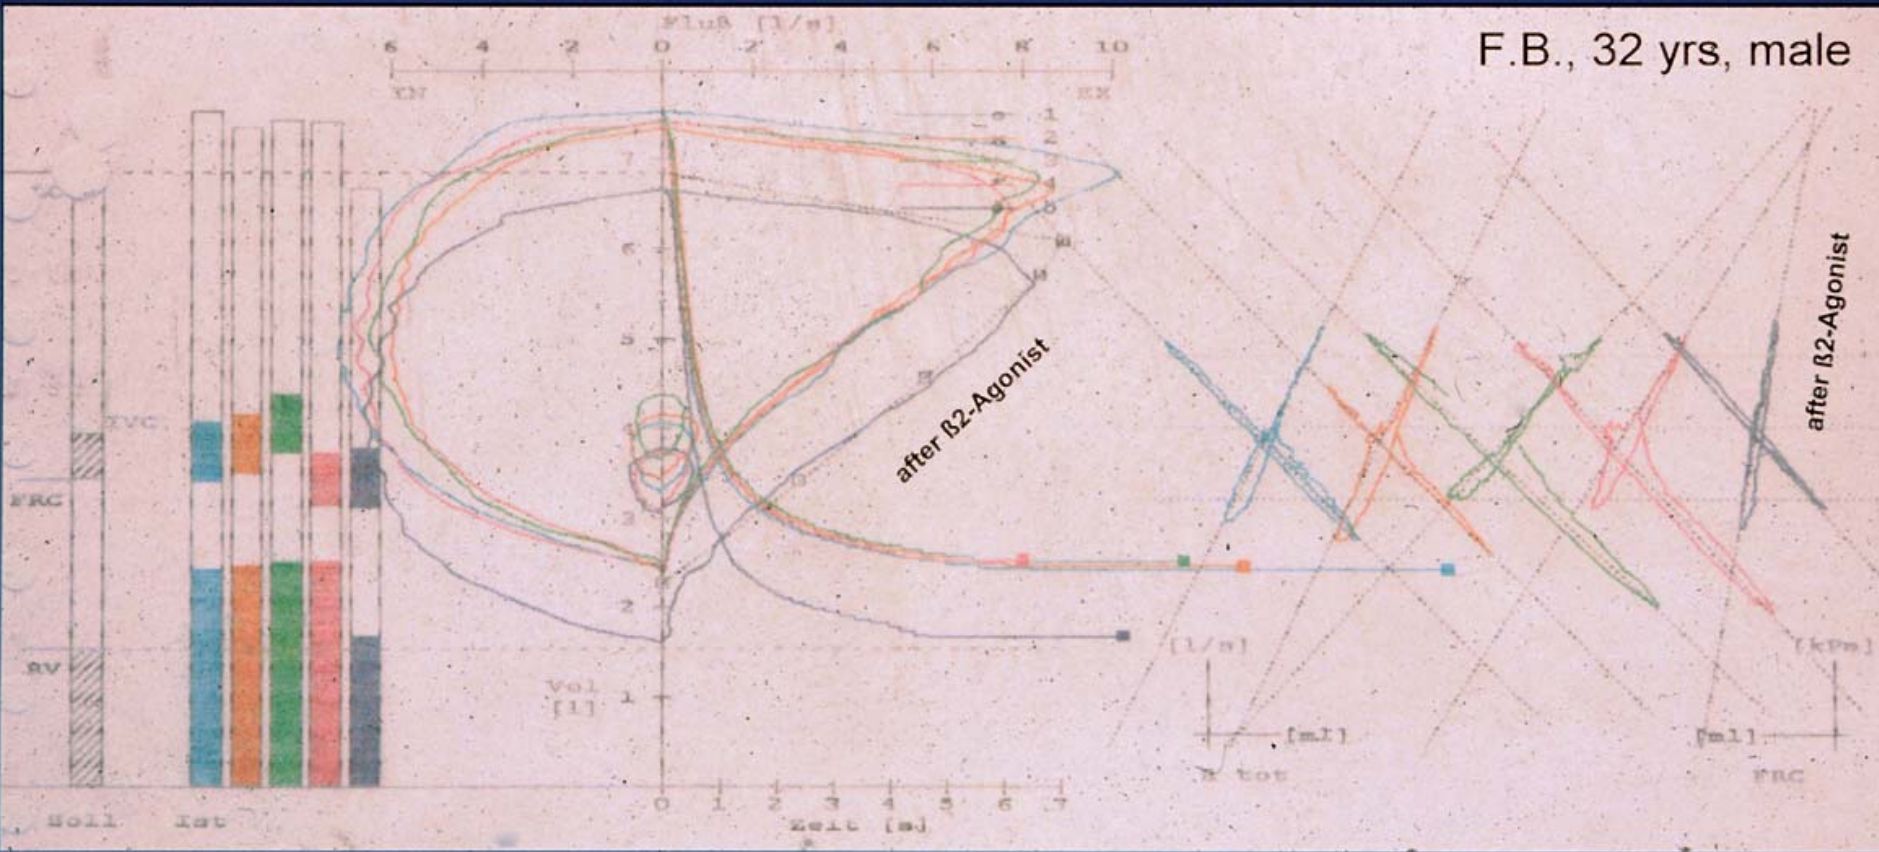 Fluß [l/s]
6 4 2 0 2 4 6 8 10
IN EX
F.B., 32 yrs, male
1
2
3
4
5
7
6
5
4
3
2
1
TVC
FRC
RV
Vol
[l]
after ß2-Agonist
after ß2-Agonist
[l/s]
[kPa]
[ml]
[ml]
R tot
FRC
0 1 2 3 4 5 6 7
Soll Ist
Zeit [s]